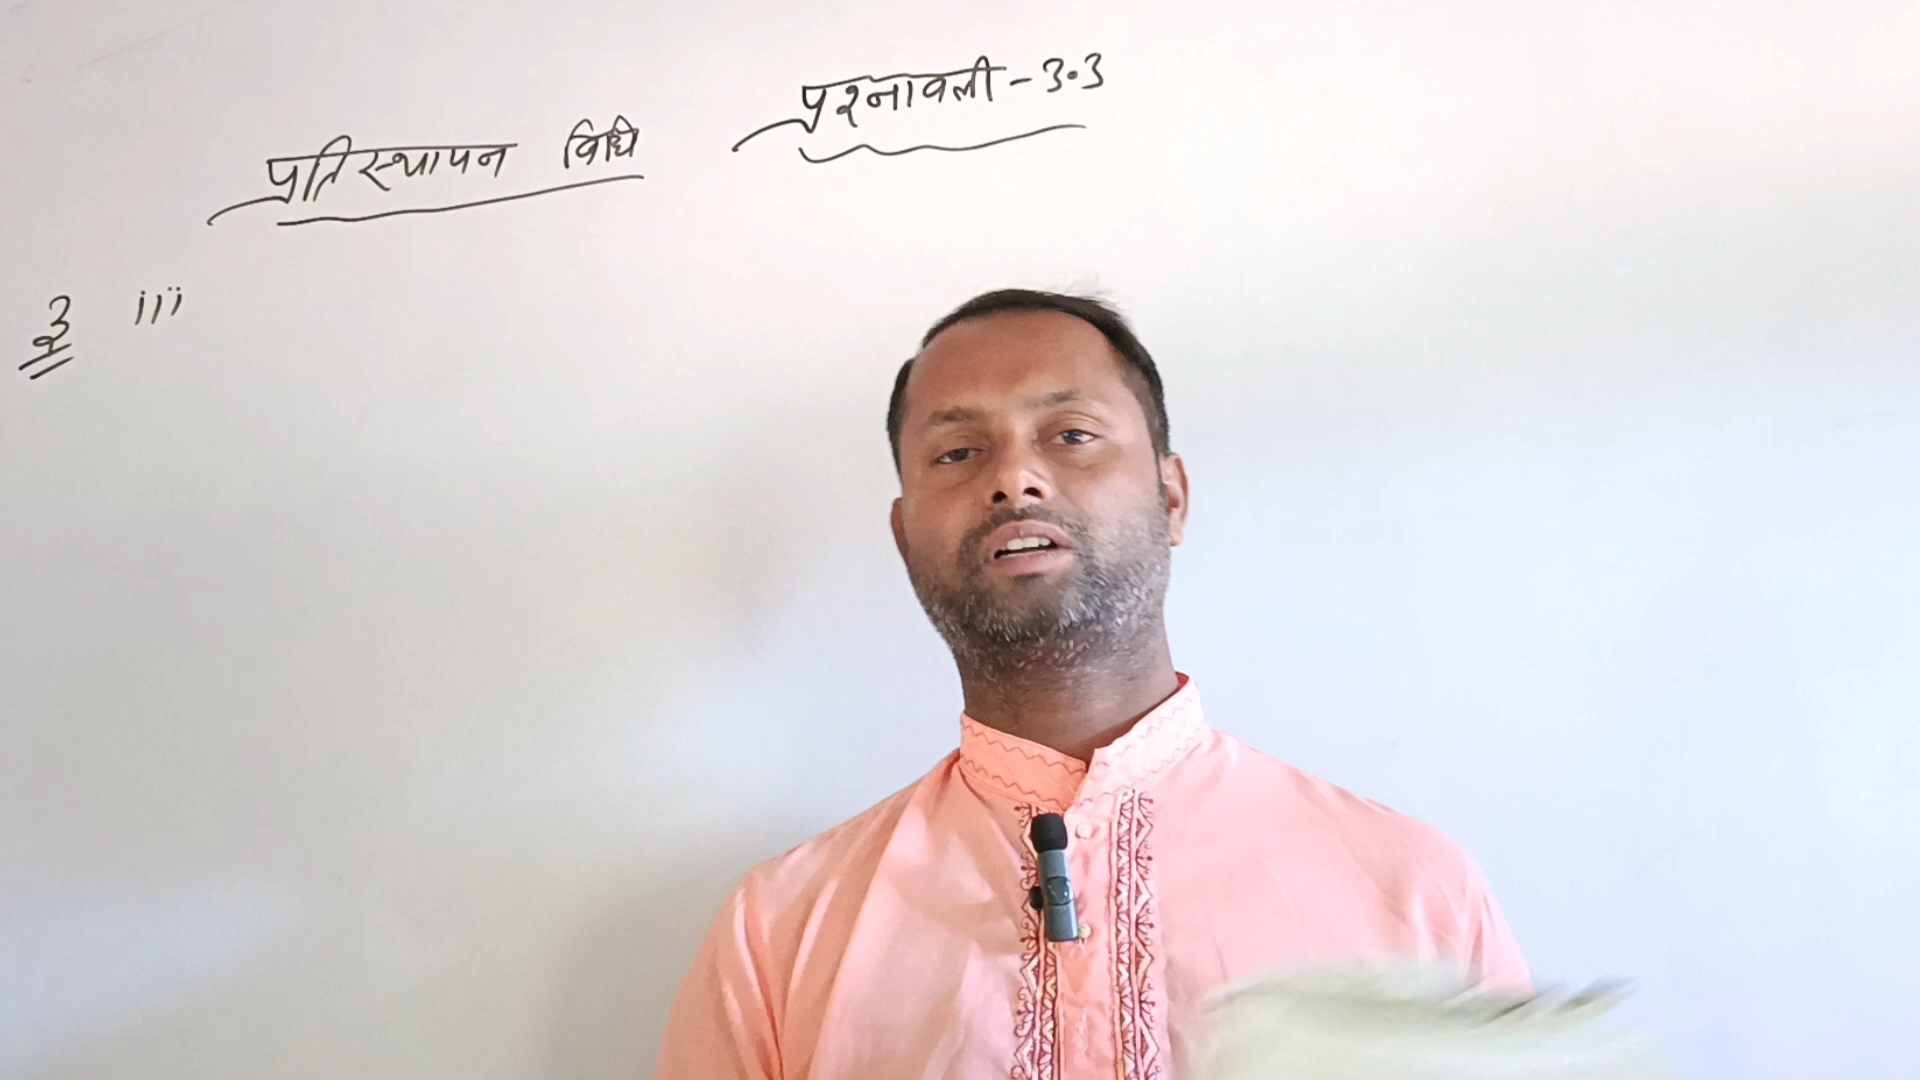 प्रतिस्थापन विधि
प्रश्नावली - 3.3
3 iii